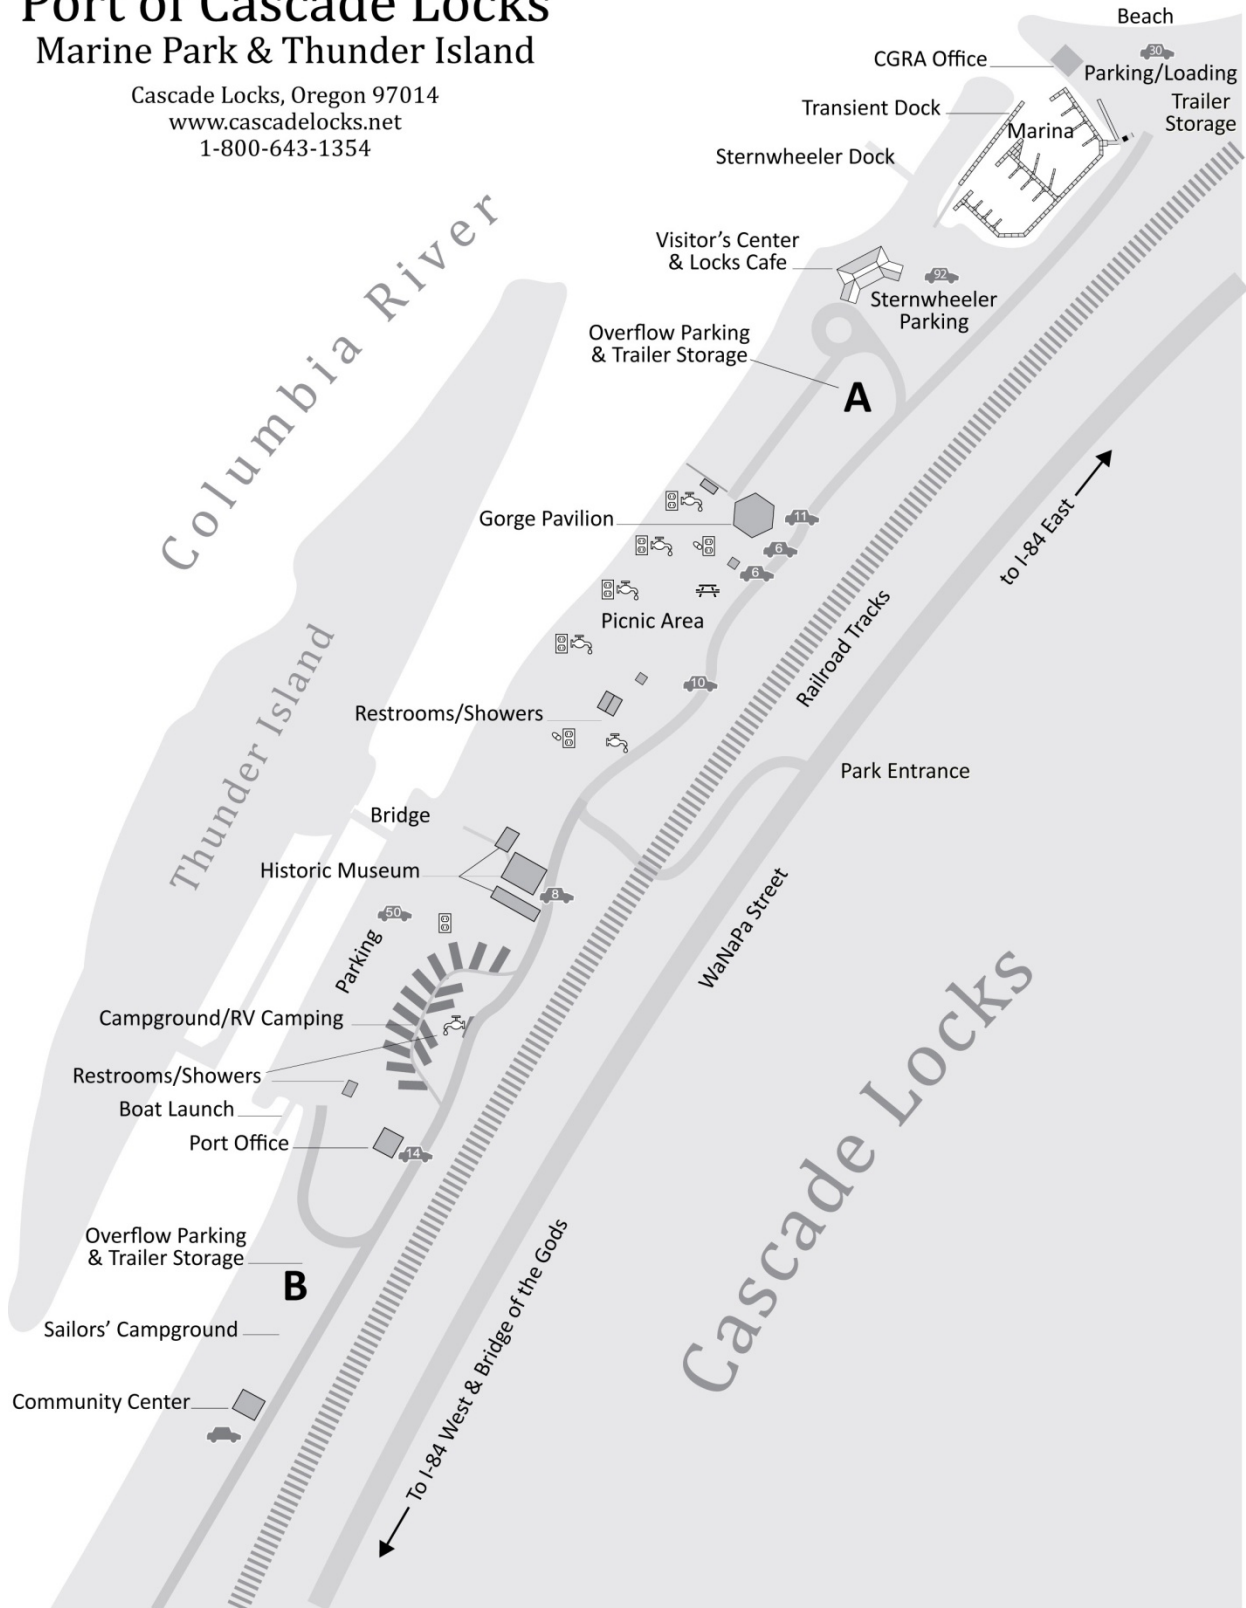 Port of Cascade Locks
Marine Park & Thunder Island
Cascade Locks, Oregon 97014
www.cascadelocks.net
1-800-643-1354
Beach
CGRA Office
30
Parking/Loading
Trailer
Storage
Transient Dock
Marina
Sternwheeler Dock
Visitor's Center
& Locks Cafe
92
Sternwheeler
Parking
Overflow Parking
& Trailer Storage
A
Columbia River
Gorge Pavilion
11
6
6
to I-84 East
Picnic Area
Railroad Tracks
10
Restrooms/Showers
Thunder Island
Park Entrance
Bridge
Historic Museum
8
50
Parking
WaNaPa Street
Campground/RV Camping
Restrooms/Showers
Boat Launch
Port Office
14
Cascade Locks
Overflow Parking
& Trailer Storage
B
Sailors' Campground
Community Center
To I-84 West & Bridge of the Gods